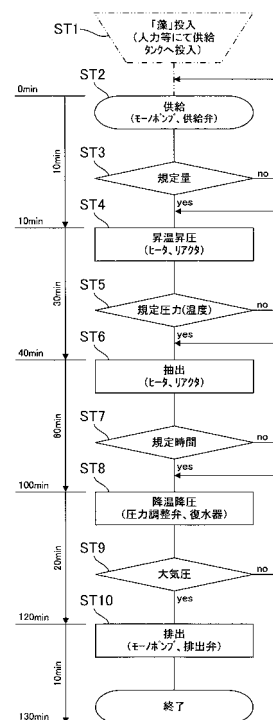 ST1
「藻」投入
(人力等にて供給
タンクへ投入)
ST2
0min
供給
(モーノポンプ、供給弁)
10min
ST3
規定量
no
yes
ST4
10min
昇温昇圧
(ヒータ、リアクタ)
30min
ST5
規定圧力(温度)
no
yes
ST6
40min
抽出
(ヒータ、リアクタ)
60min
ST7
規定時間
no
yes
ST8
100min
降温降圧
(圧力調整弁、復水器)
20min
ST9
大気圧
no
yes
ST10
120min
排出
(モーノポンプ、排出弁)
10min
終了
130min